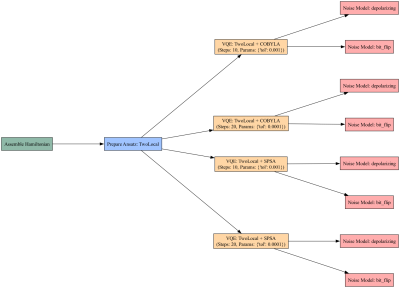 Noise Model: depolarizing
VQE: TwoLocal + COBYLA
(Steps: 10, Params: {'tol': 0.001})
Noise Model: bit_flip
Noise Model: depolarizing
VQE: TwoLocal + COBYLA
(Steps: 20, Params: {'tol': 0.0001})
Noise Model: bit_flip
Assemble Hamiltonian
Prepare Ansatz: TwoLocal
VQE: TwoLocal + SPSA
(Steps: 10, Params: {'tol': 0.001})
Noise Model: depolarizing
Noise Model: bit_flip
VQE: TwoLocal + SPSA
(Steps: 20, Params: {'tol': 0.0001})
Noise Model: depolarizing
Noise Model: bit_flip